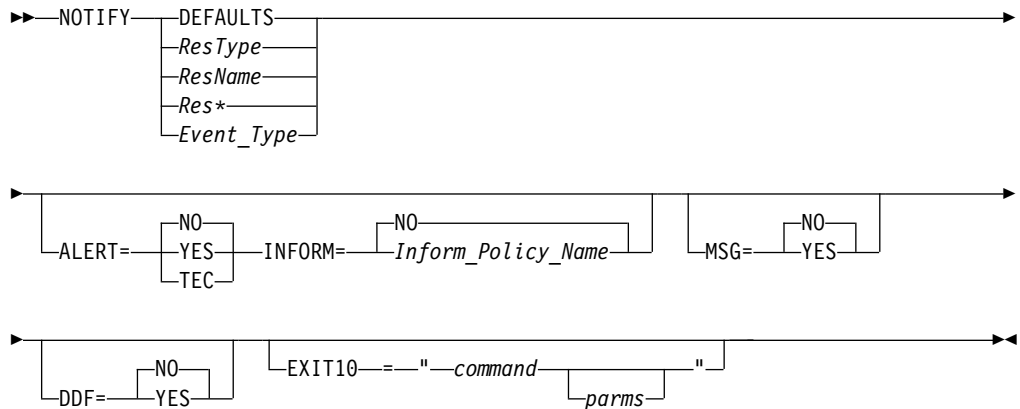 NOTIFY DEFAULTS
ResType
ResName
Res*
Event_Type
NO NO NO
ALERT= YES INFORM= Inform_Policy_Name MSG= YES
TEC
NO EXIT10 = " command "
DDF= YES parms